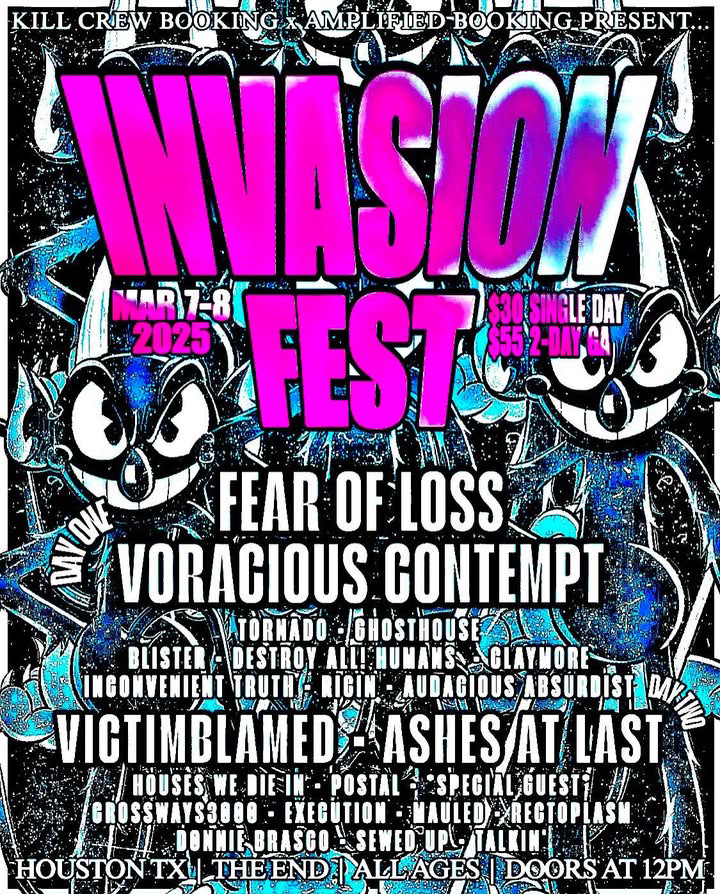 KILL CREW BOOKING x AMPLIFIED BOOKING PRESENT...
INVASION
FEST
MAR 7-8
2025
$30 SINGLE DAY
$55 2-DAY GA
DAY ONE
FEAR OF LOSS
VORACIOUS CONTEMPT
TORNADO - GHOSTHOUSE
BLISTER - DESTROY ALL! HUMANS - CLAYMORE
INCONVENIENT TRUTH - RICIN - AUDACIOUS ABSURDIST
DAY TWO
VICTIMBLAMED - ASHES AT LAST
HOUSES WE DIE IN - POSTAL - *SPECIAL GUEST*
CROSSWAYS3000 - EXECUTION - MAULED - RECTOPLASM
DONNIE BRASCO - SEWED UP - TALKIN'
HOUSTON TX | THE END | ALL AGES | DOORS AT 12PM